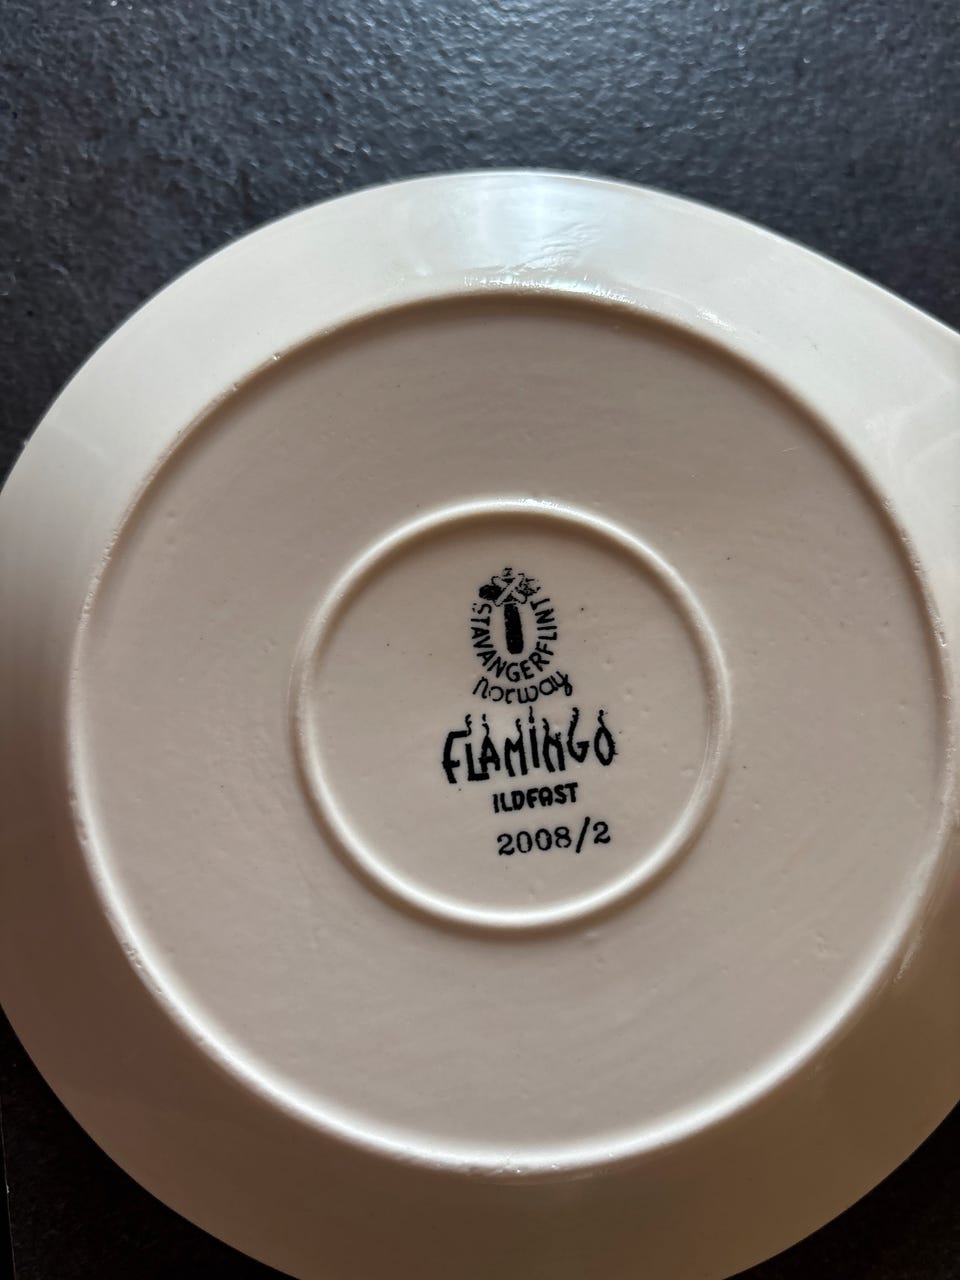 STAVANGERFLINT
Norway
FLAMINGO
ILDFAST
2008/2